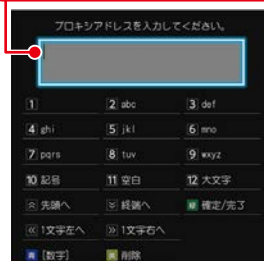 プロキシアドレスを入力してください。
1 2 abc 3 def
4 ghi 5 jkl 6 mno
7 pqrs 8 tuv 9 wxyz
10 記号 11 空白 12 大文字
先頭へ 終端へ 緑 確定/完了
1文字左へ 1文字右へ
青 [数字] 黄 削除